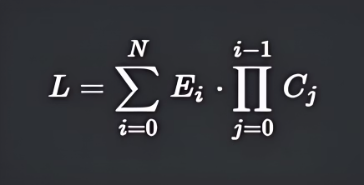 L = \sum_{i=0}^{N} E_i \cdot \prod_{j=0}^{i-1} C_j